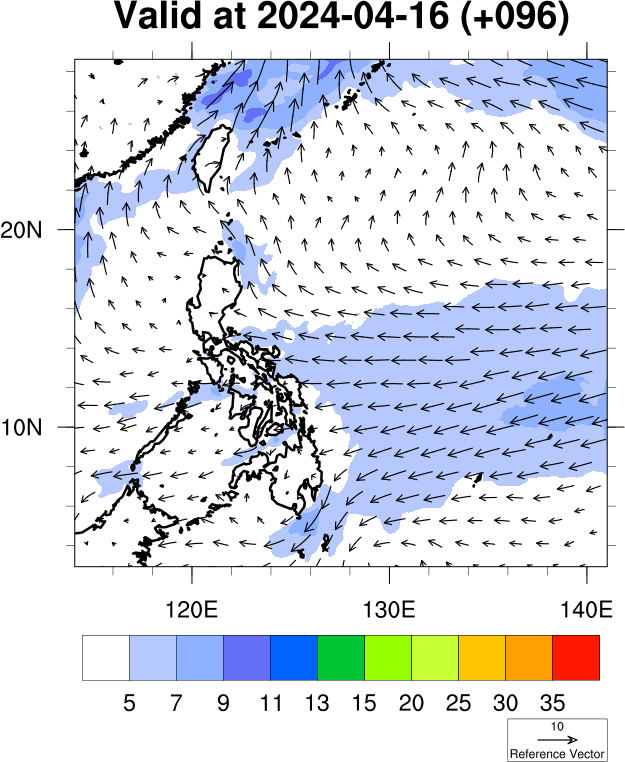 Valid at 2024-04-16 (+096)
20N
10N
120E 130E 140E
5 7 9 11 13 15 20 25 30 35
10
Reference Vector